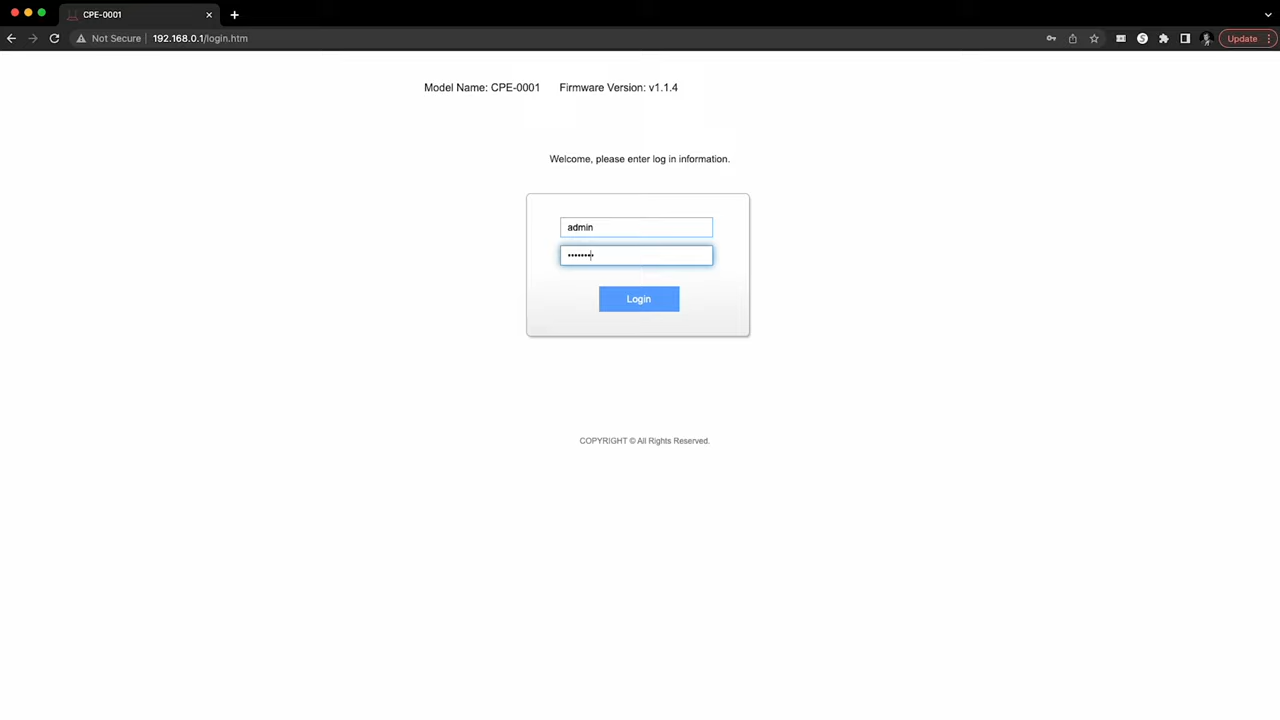 CPE-0001
Not Secure 192.168.0.1/login.htm
Update
Model Name: CPE-0001 Firmware Version: v1.1.4
Welcome, please enter log in information.
admin
••••••••
Login
COPYRIGHT © All Rights Reserved.